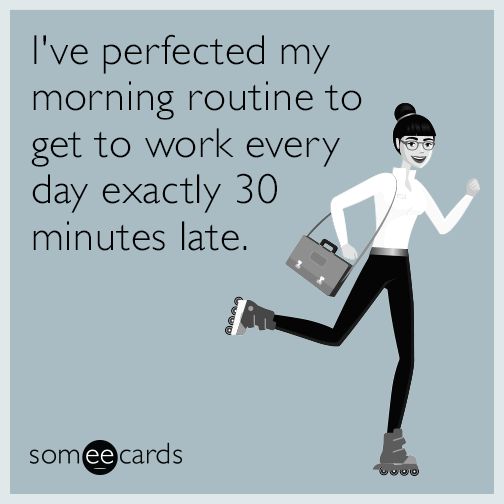 I've perfected my
morning routine to
get to work every
day exactly 30
minutes late.
someecards